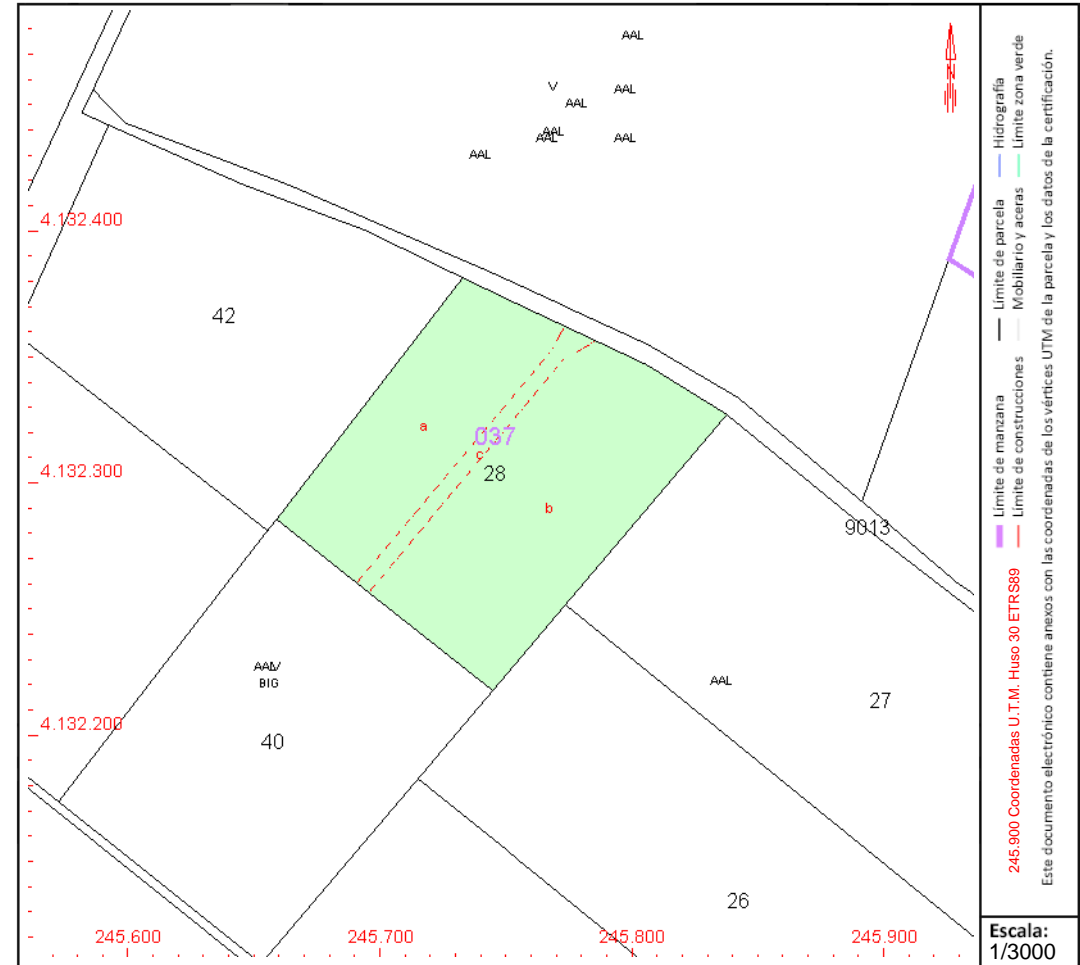 AAL
V
AAL
AAL
AAL
AAL
AAL
AAL
4.132.400
42
a
037
c
28
4.132.300
b
9013
AAL
V
BIG
AAL
27
4.132.200
40
26
245.600
245.700
245.800
245.900
N
Límite de manzana
Límite de parcela
Hidrografía
245.900 Coordenadas U.T.M. Huso 30 ETRS89
Límite de construcciones
Mobiliario y aceras
Límite zona verde
Este documento electrónico contiene anexos con las coordenadas de los vértices UTM de la parcela y los datos de la certificación.
Escala:
1/3000